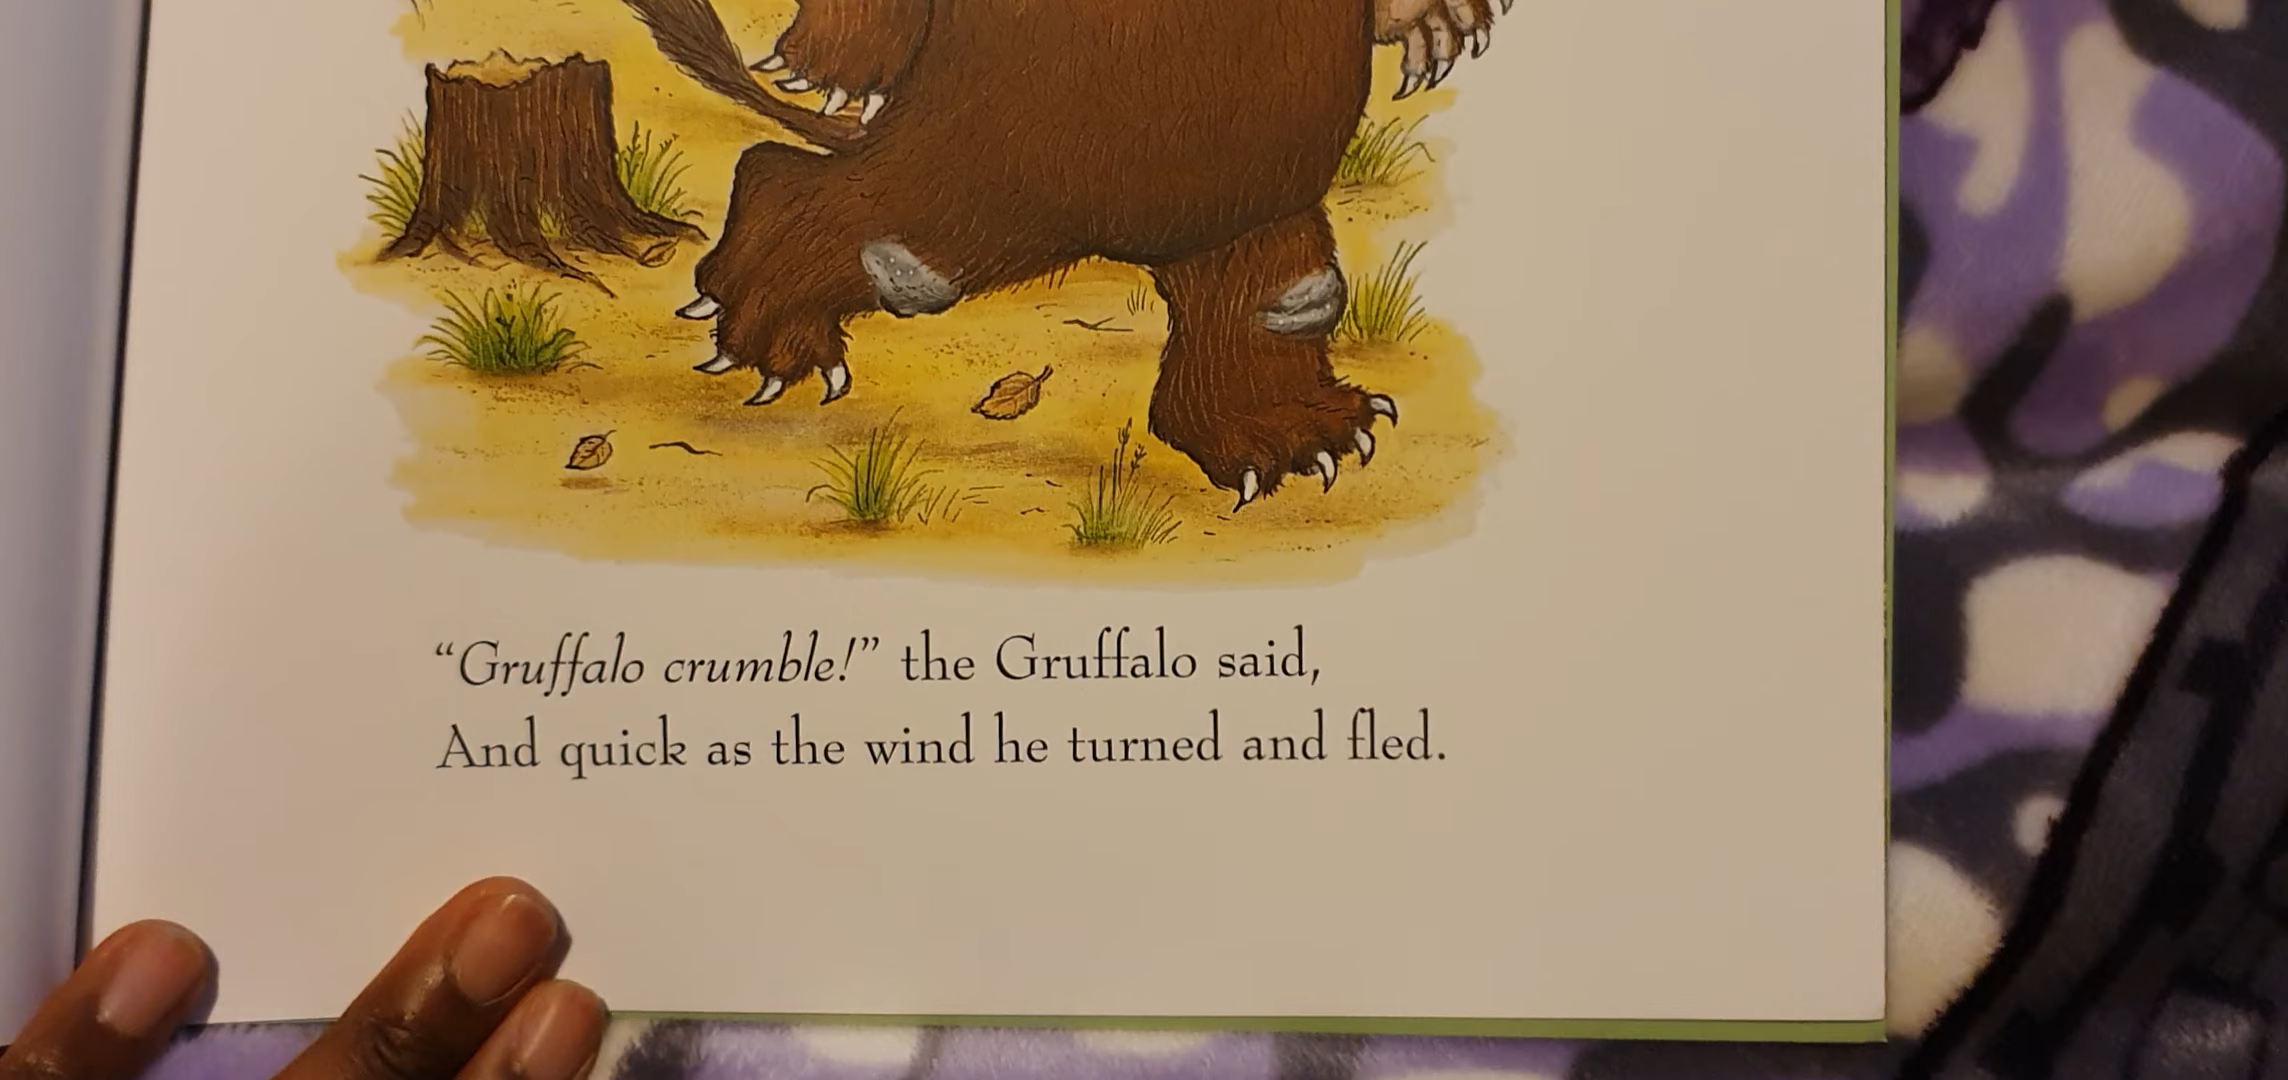 “Gruffalo crumble!” the Gruffalo said,
And quick as the wind he turned and fled.